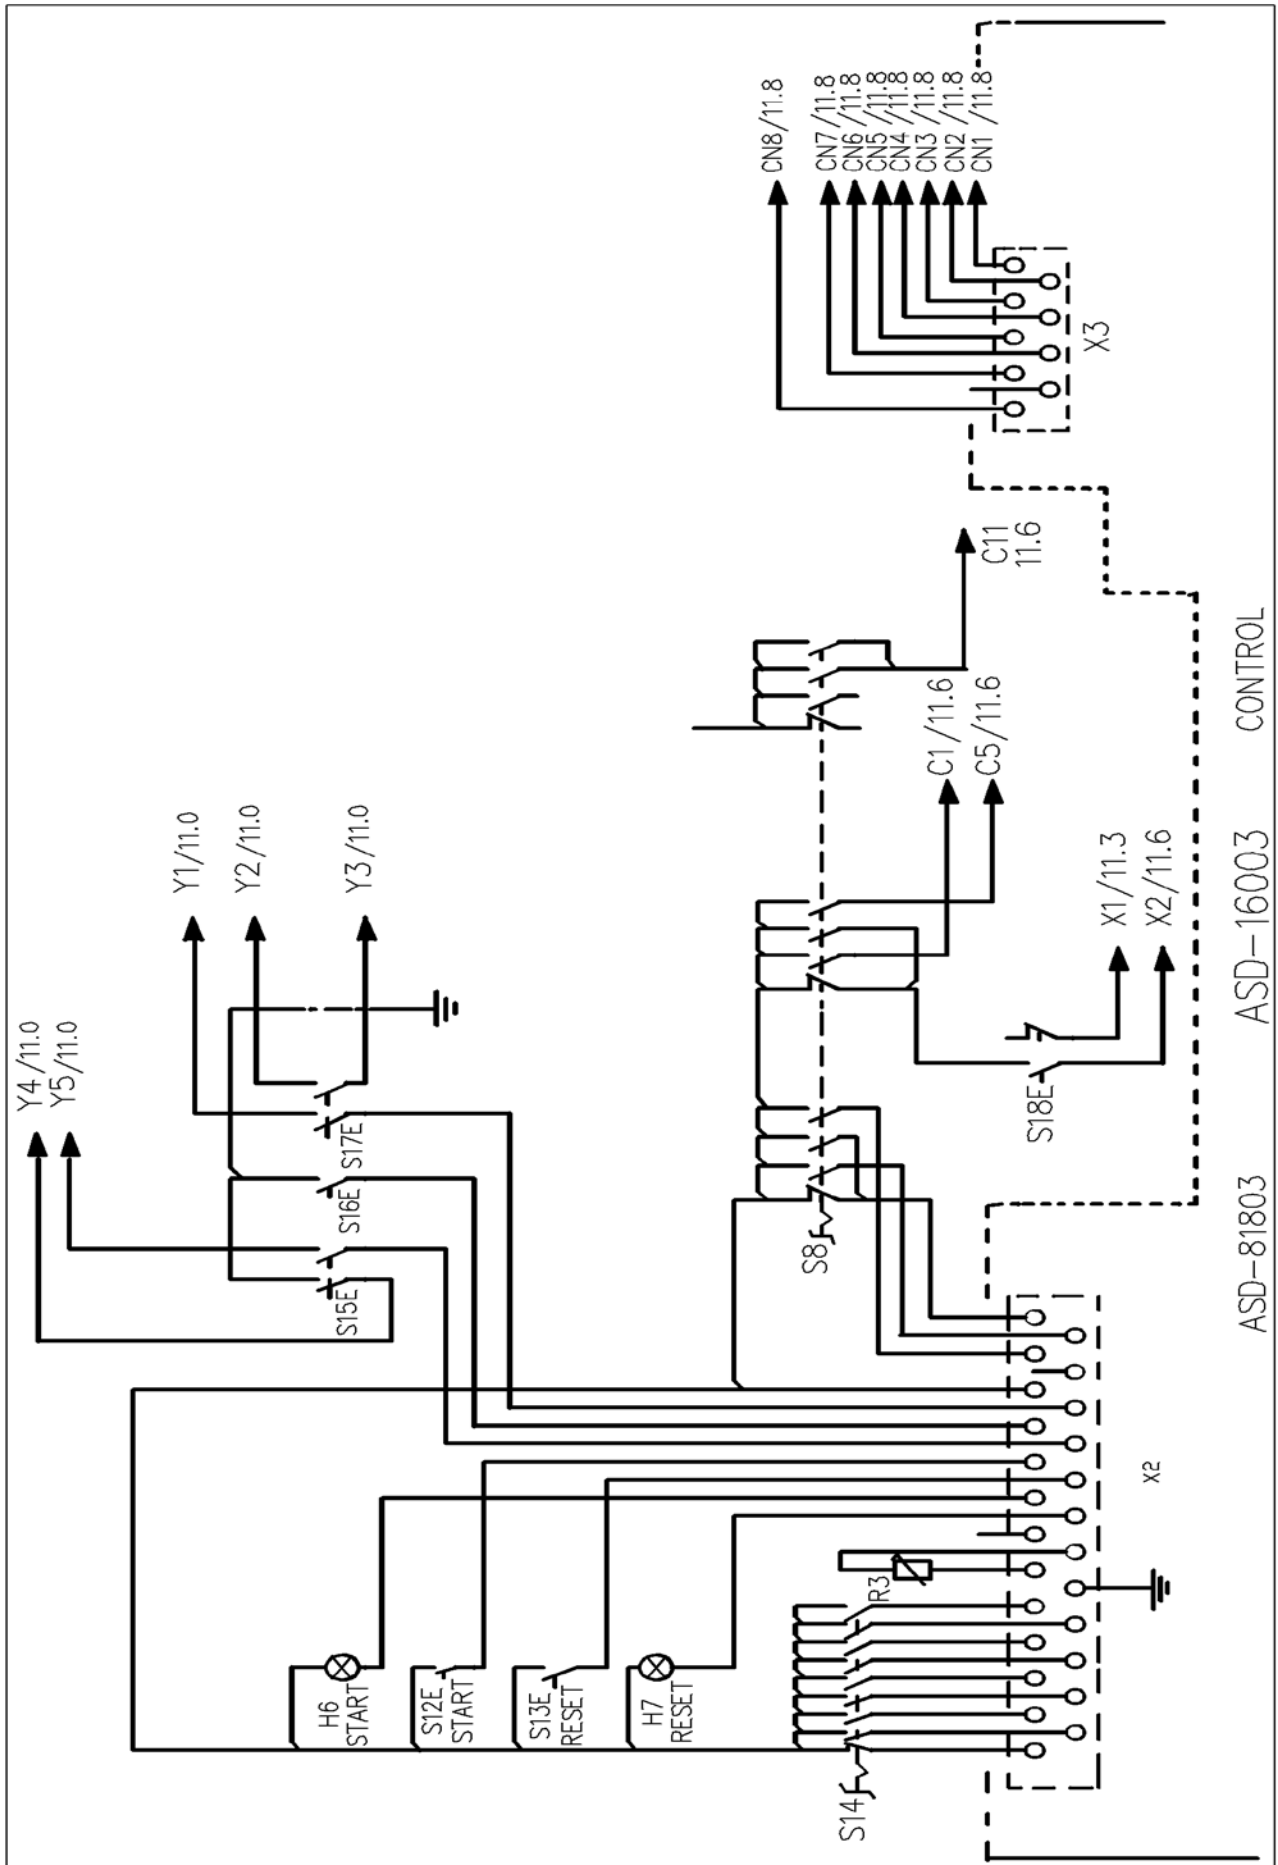 Y4/11.0
Y5/11.0
Y1/11.0
Y2/11.0
Y3/11.0
S15E
S16E
S17E
H6
START
S12E
START
S13E
RESET
H7
RESET
S14
R3
S8
S18E
C1/11.6
C5/11.6
X1/11.3
X2/11.6
C11
11.6
CN8/11.8
CN7/11.8
CN6/11.8
CN5/11.8
CN4/11.8
CN3/11.8
CN2/11.8
CN1/11.8
X3
X2
ASD-81803
ASD-16003
CONTROL